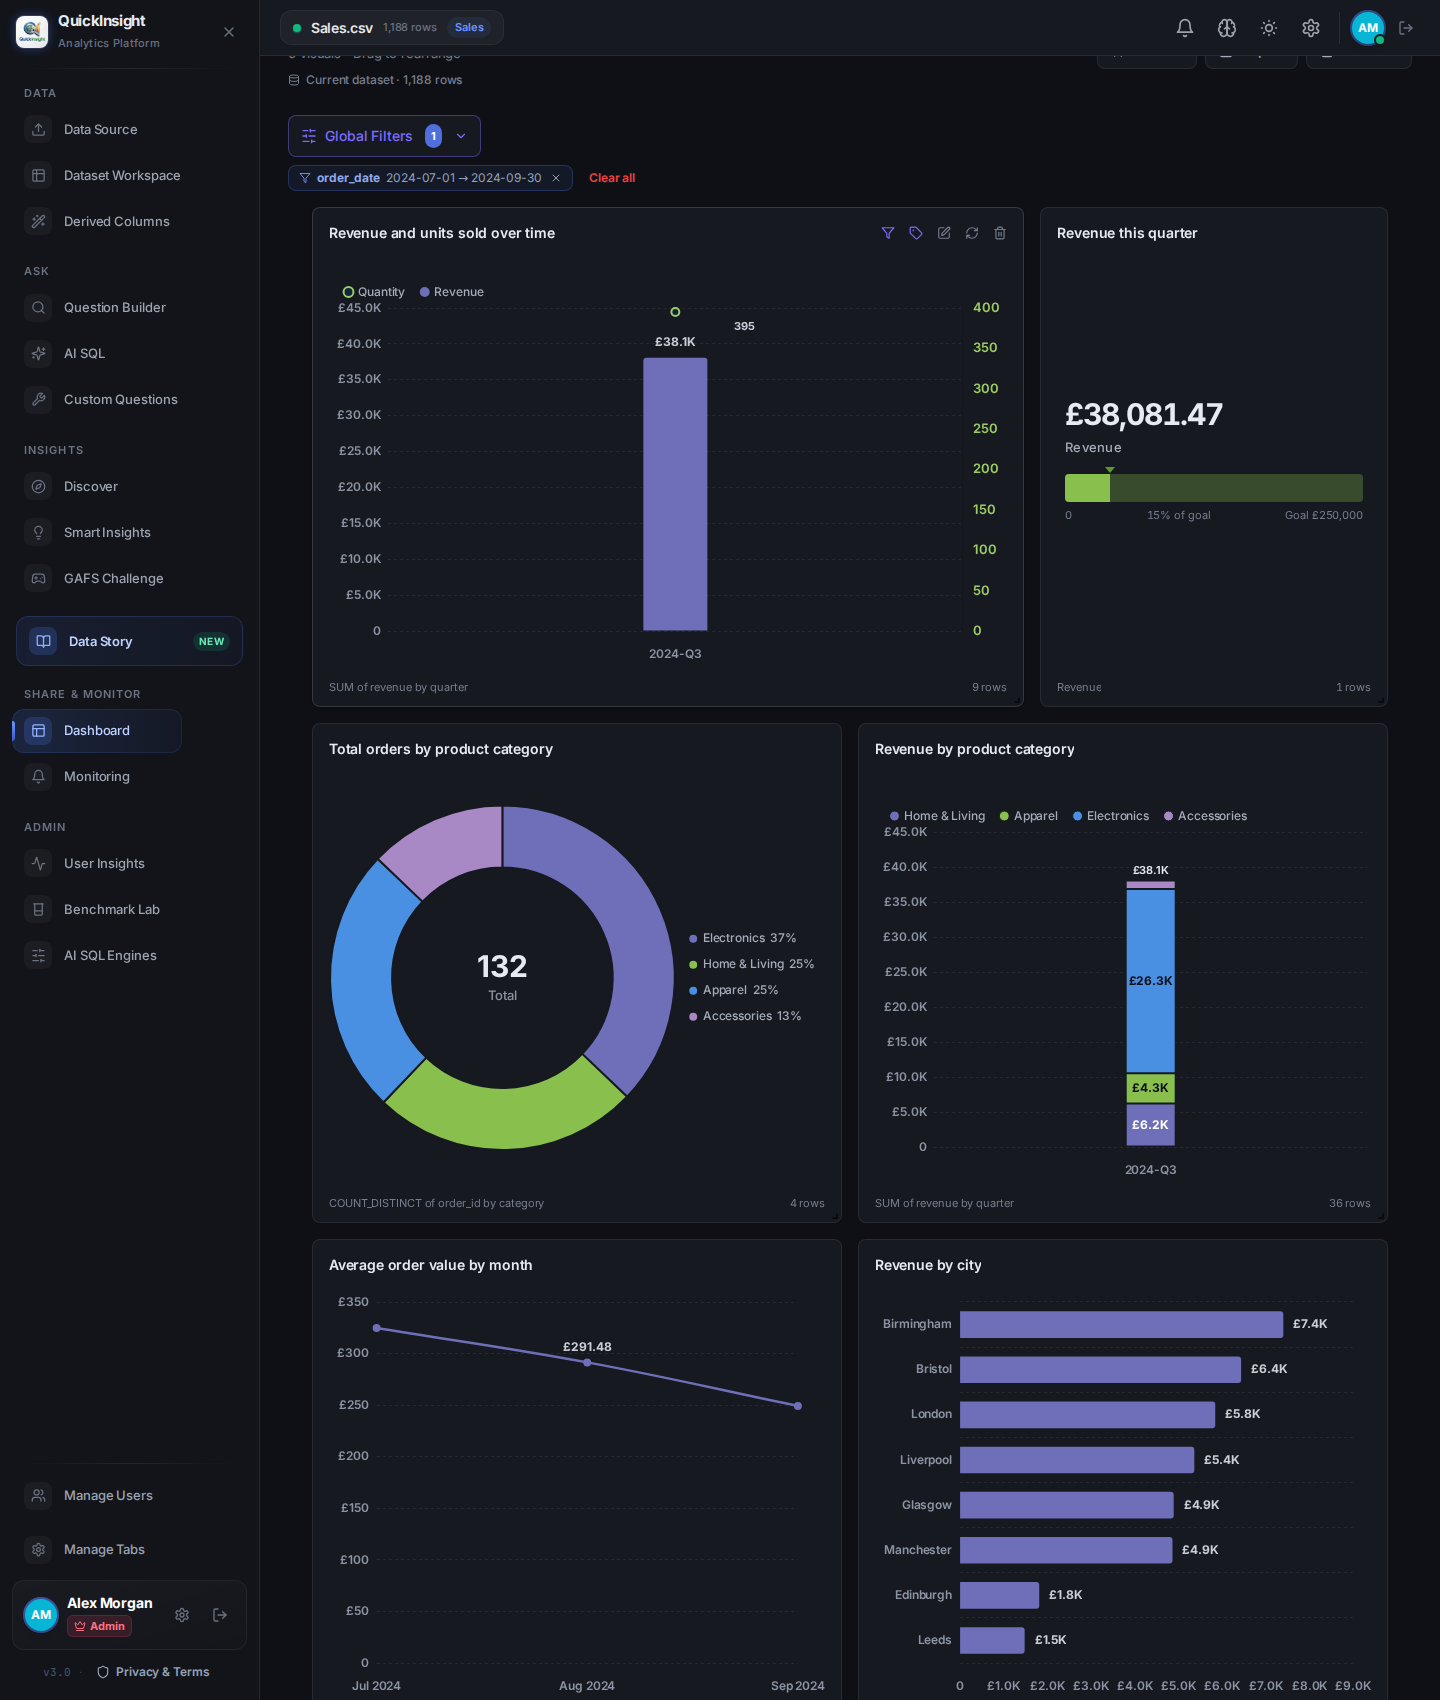 QuickInsight
Analytics Platform
DATA
Data Source
Dataset Workspace
Derived Columns
ASK
Question Builder
AI SQL
Custom Questions
INSIGHTS
Discover
Smart Insights
GAFS Challenge
Data Story NEW
SHARE & MONITOR
Dashboard
Monitoring
ADMIN
User Insights
Benchmark Lab
AI SQL Engines
Manage Users
Manage Tabs
AM Alex Morgan
Admin
v3.0 · Privacy & Terms
Sales.csv 1,188 rows Sales
AM
Current dataset · 1,188 rows
Global Filters 1
order_date 2024-07-01 → 2024-09-30 Clear all
Revenue and units sold over time
Quantity Revenue
£45.0K
£40.0K
£35.0K
£30.0K
£25.0K
£20.0K
£15.0K
£10.0K
£5.0K
0
£38.1K
395
400
350
300
250
200
150
100
50
0
2024-Q3
SUM of revenue by quarter 9 rows
Revenue this quarter
£38,081.47
Revenue
0 15% of goal Goal £250,000
Revenue 1 rows
Total orders by product category
132
Total
Electronics 37%
Home & Living 25%
Apparel 25%
Accessories 13%
COUNT_DISTINCT of order_id by category 4 rows
Revenue by product category
Home & Living Apparel Electronics Accessories
£45.0K
£40.0K
£35.0K
£30.0K
£25.0K
£20.0K
£15.0K
£10.0K
£5.0K
0
£38.1K
£26.3K
£4.3K
£6.2K
2024-Q3
SUM of revenue by quarter 36 rows
Average order value by month
£350
£300
£250
£200
£150
£100
£50
0
£291.48
Jul 2024 Aug 2024 Sep 2024
Revenue by city
Birmingham £7.4K
Bristol £6.4K
London £5.8K
Liverpool £5.4K
Glasgow £4.9K
Manchester £4.9K
Edinburgh £1.8K
Leeds £1.5K
0 £1.0K £2.0K £3.0K £4.0K £5.0K £6.0K £7.0K £8.0K £9.0K